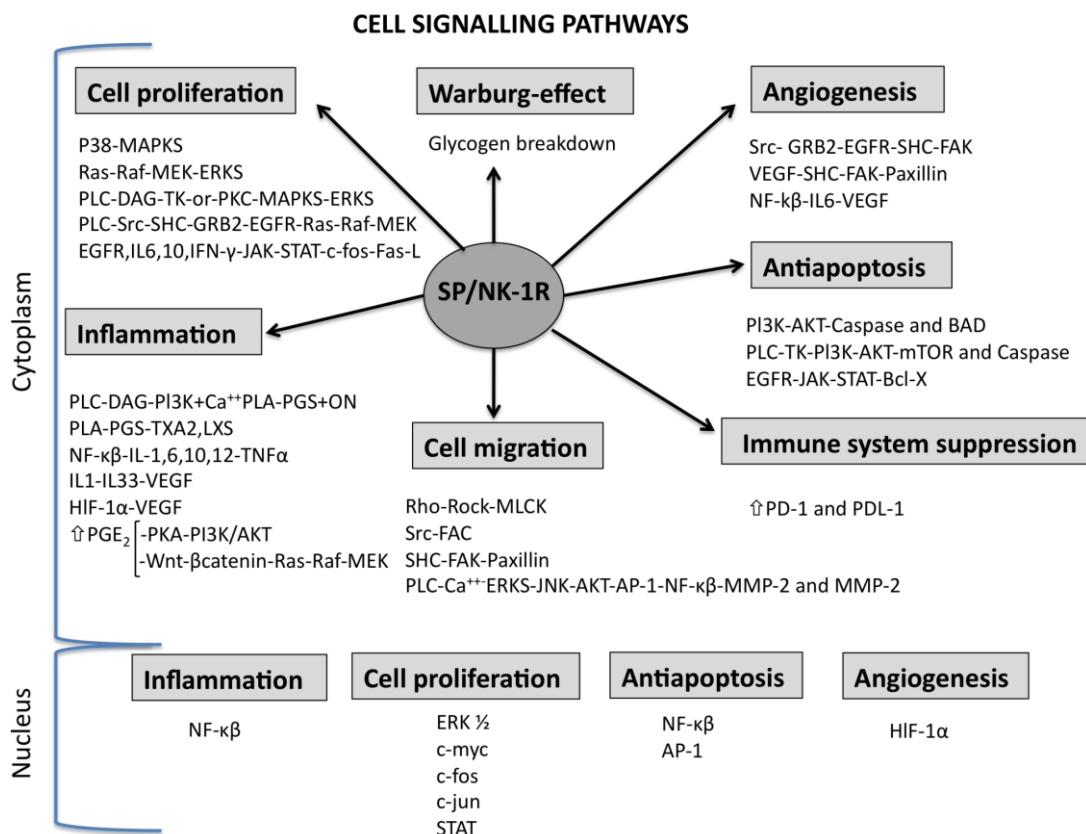 CELL SIGNALLING PATHWAYS
Cytoplasm
Cell proliferation
P38-MAPKS
Ras-Raf-MEK-ERKS
PLC-DAG-TK-or-PKC-MAPKS-ERKS
PLC-Src-SHC-GRB2-EGFR-Ras-Raf-MEK
EGFR,IL6,10,IFN-γ-JAK-STAT-c-fos-Fas-L
Warburg-effect
Glycogen breakdown
Angiogenesis
Src- GRB2-EGFR-SHC-FAK
VEGF-SHC-FAK-Paxillin
NF-kβ-IL6-VEGF
SP/NK-1R
Antiapoptosis
PI3K-AKT-Caspase and BAD
PLC-TK-PI3K-AKT-mTOR and Caspase
EGFR-JAK-STAT-Bcl-X
Inflammation
PLC-DAG-PI3K+Ca⁺⁺PLA-PGS+ON
PLA-PGS-TXA2,LXS
NF-κβ-IL-1,6,10,12-TNFα
IL1-IL33-VEGF
HIF-1α-VEGF
⇧PGE₂
-PKA-PI3K/AKT
-Wnt-βcatenin-Ras-Raf-MEK
Cell migration
Rho-Rock-MLCK
Src-FAC
SHC-FAK-Paxillin
PLC-Ca⁺⁺-ERKS-JNK-AKT-AP-1-NF-κβ-MMP-2 and MMP-2
Immune system suppression
⇧PD-1 and PDL-1
Nucleus
Inflammation
NF-κβ
Cell proliferation
ERK ½
c-myc
c-fos
c-jun
STAT
Antiapoptosis
NF-κβ
AP-1
Angiogenesis
HIF-1α